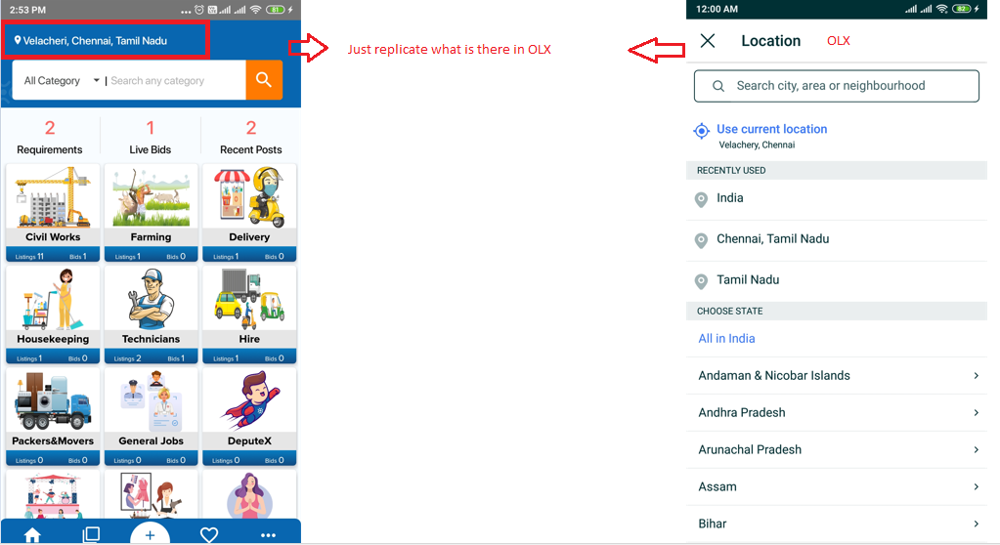 2:53 PM
81
Velacheri, Chennai, Tamil Nadu
All Category
Search any category
2
1
2
Requirements
Live Bids
Recent Posts
Civil Works
Farming
Delivery
Listings 11 Bids 1
Listings 1 Bids 0
Listings 1 Bids 0
Housekeeping
Technicians
Hire
Listings 1 Bids 0
Listings 2 Bids 1
Listings 1 Bids 0
Packers&Movers
General Jobs
DeputeX
Listings 0 Bids 0
Listings 0 Bids 0
Listings 0 Bids 0
Just replicate what is there in OLX
12:00 AM
82
Location
OLX
Search city, area or neighbourhood
Use current location
Velachery, Chennai
RECENTLY USED
India
Chennai, Tamil Nadu
Tamil Nadu
CHOOSE STATE
All in India
Andaman & Nicobar Islands
Andhra Pradesh
Arunachal Pradesh
Assam
Bihar